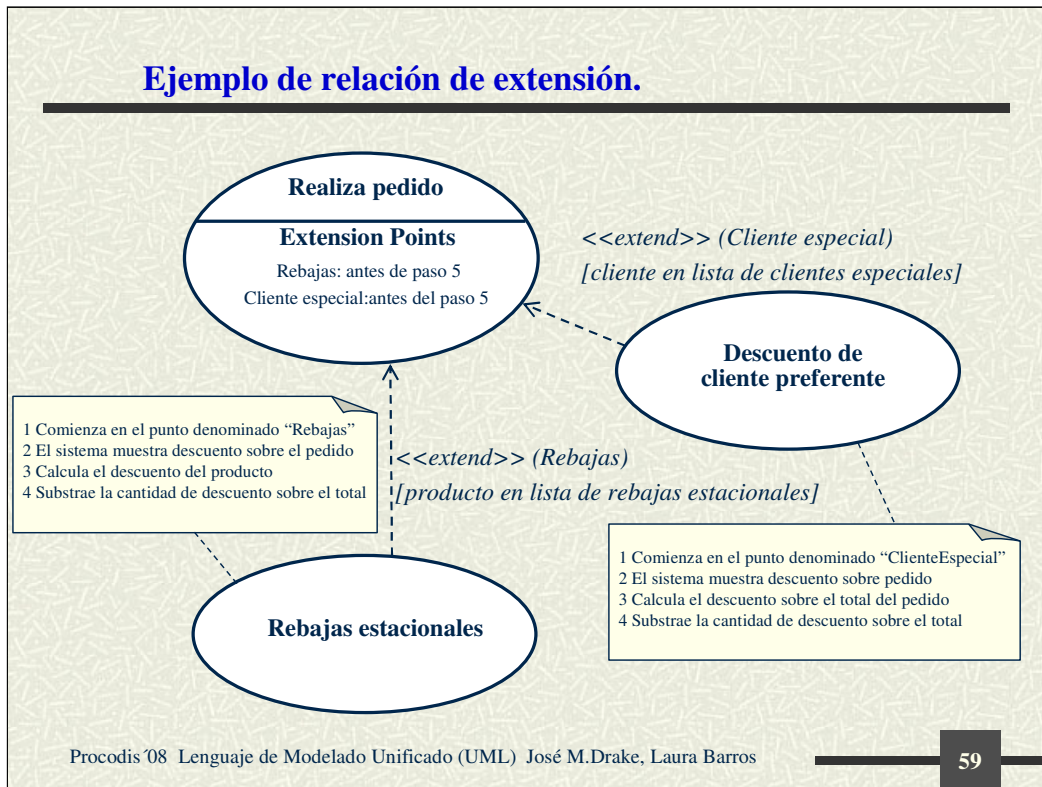 Ejemplo de relación de extensión.
Realiza pedido
Extension Points
Rebajas: antes de paso 5
Cliente especial:antes del paso 5
<<extend>> (Cliente especial)
[cliente en lista de clientes especiales]
Descuento de
cliente preferente
1 Comienza en el punto denominado “Rebajas”
2 El sistema muestra descuento sobre el pedido
3 Calcula el descuento del producto
4 Substrae la cantidad de descuento sobre el total
<<extend>> (Rebajas)
[producto en lista de rebajas estacionales]
1 Comienza en el punto denominado “ClienteEspecial”
2 El sistema muestra descuento sobre pedido
3 Calcula el descuento sobre el total del pedido
4 Substrae la cantidad de descuento sobre el total
Rebajas estacionales
Procodis´08 Lenguaje de Modelado Unificado (UML) José M.Drake, Laura Barros
59